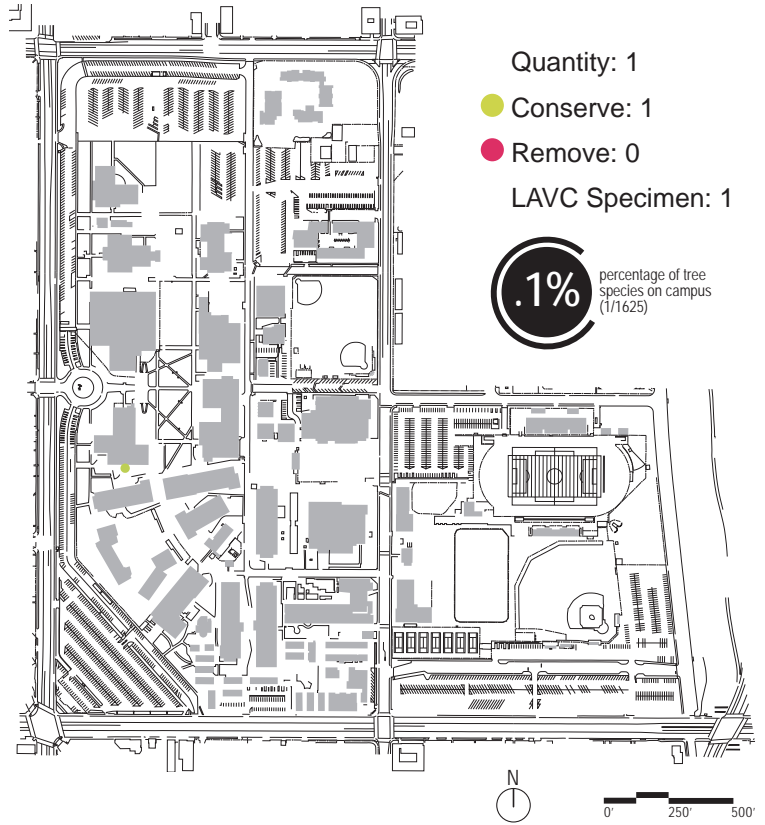 Quantity: 1
Conserve: 1
Remove: 0
LAVC Specimen: 1
.1%
percentage of tree
species on campus
(1/1625)
N
0' 250' 500'